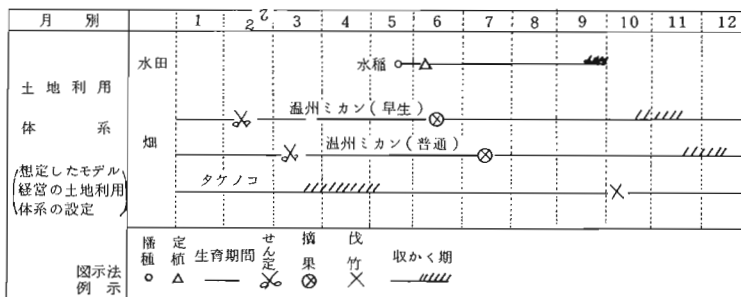 月別 1 2 2 3 4 5 6 7 8 9 10 11 12
土地利用
体系
(想定したモデル
経営の土地利用
体系の設定)
水田 水稲
畑
温州ミカン(早生)
温州ミカン(普通)
タケノコ
図示法
例示
播種
定植
生育期間
せん定
摘果
伐竹
収かく期